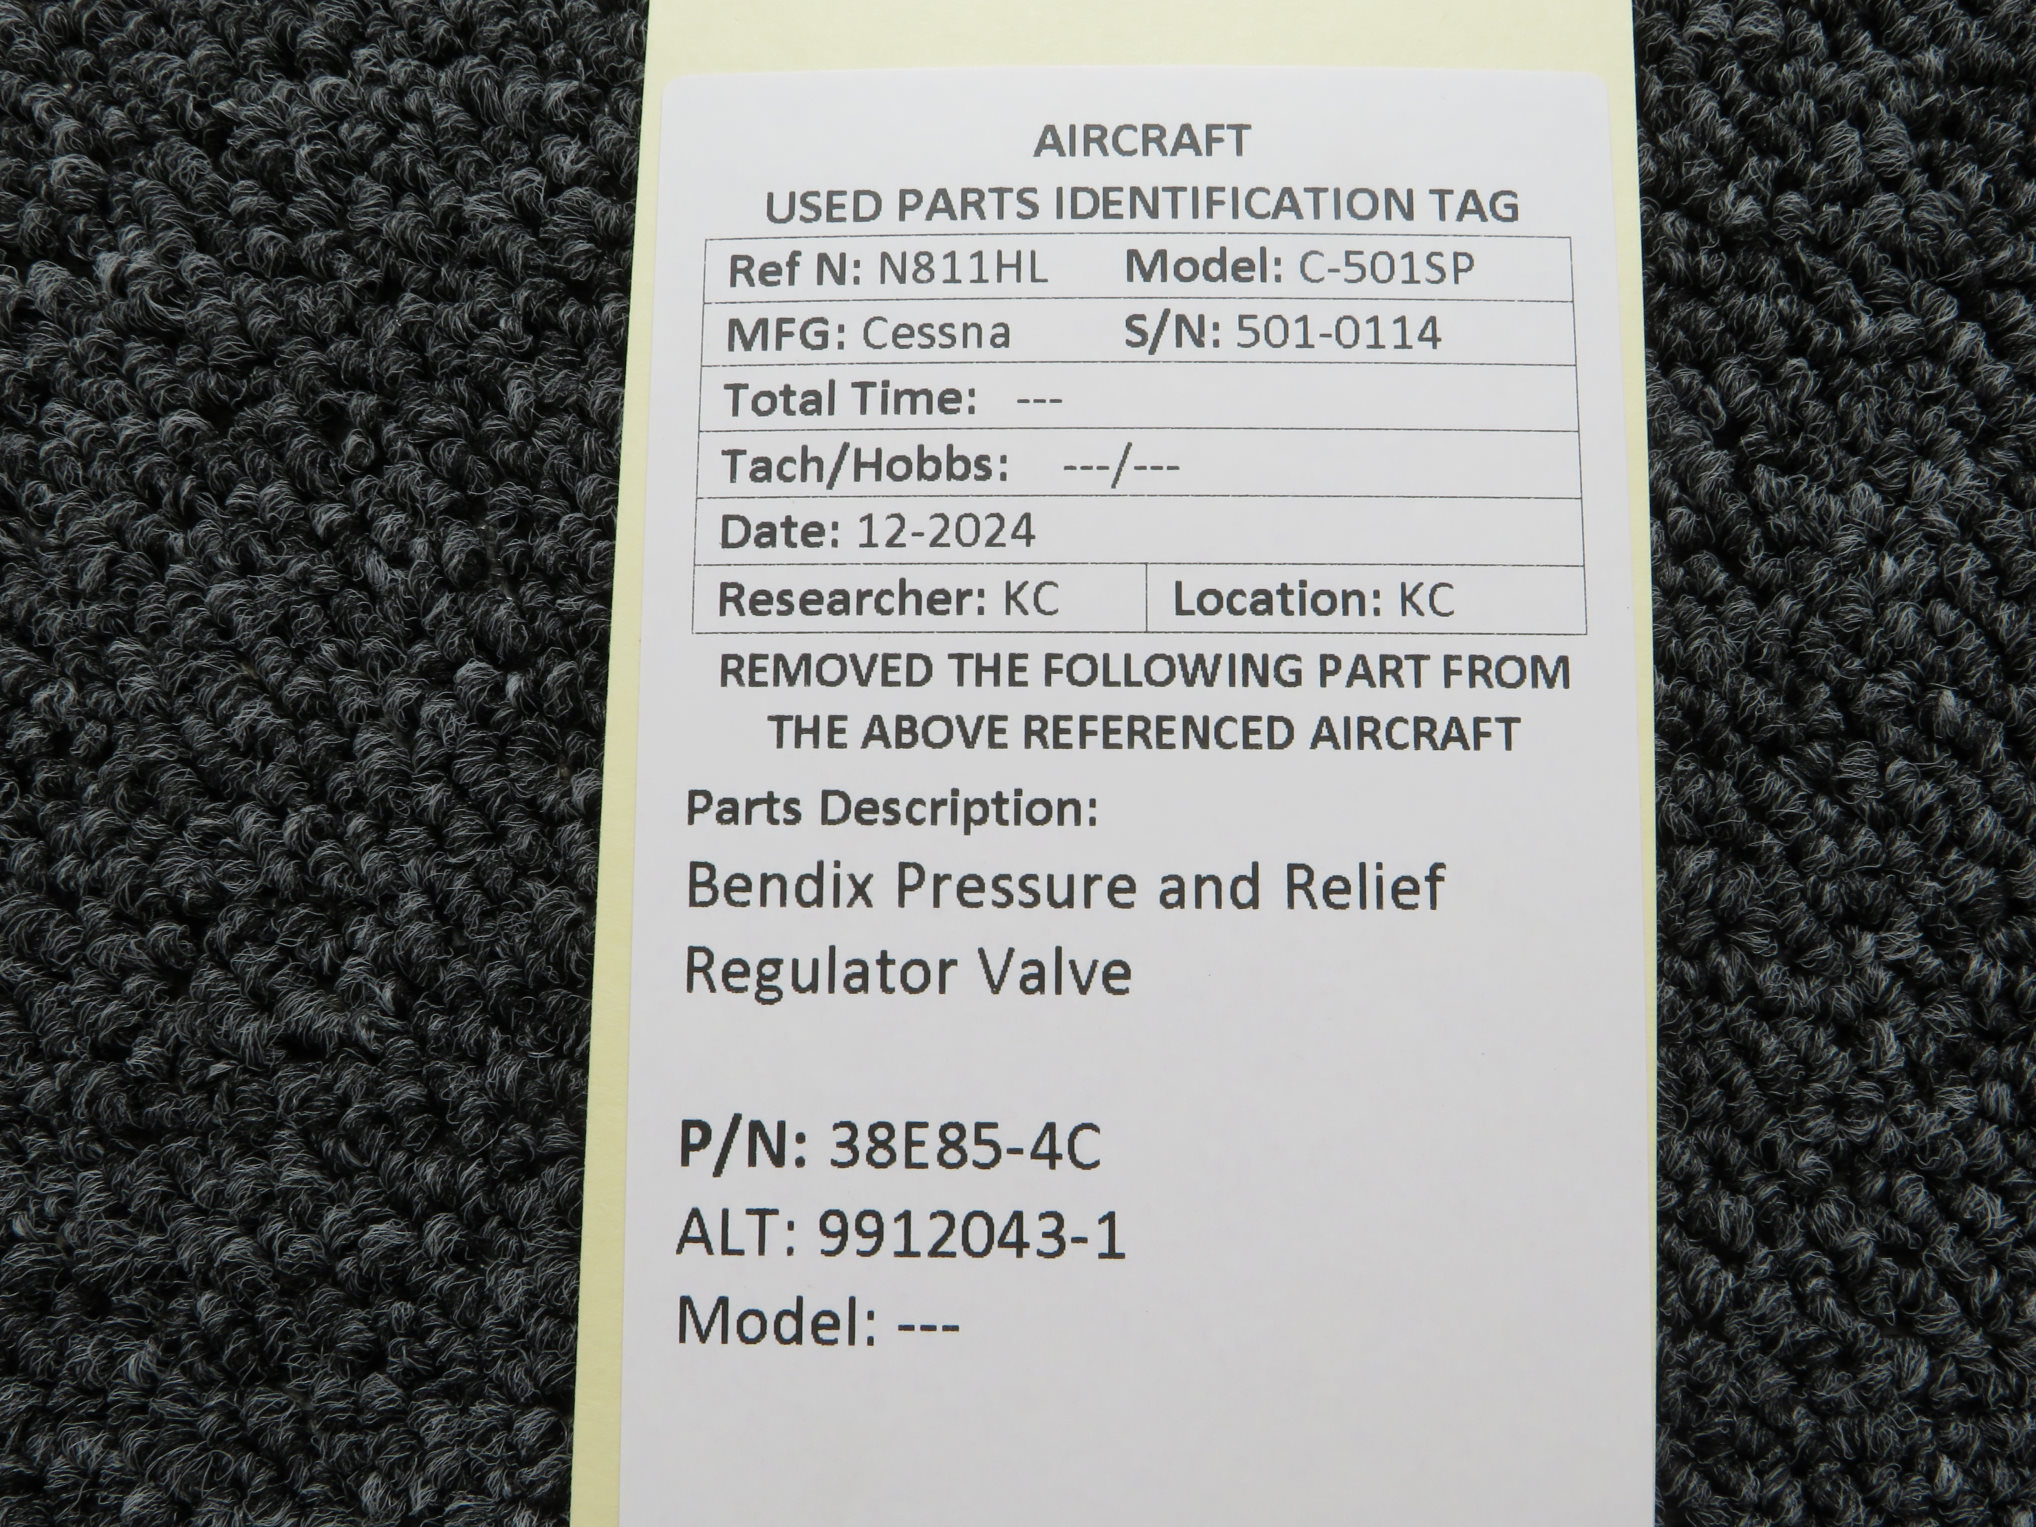 AIRCRAFT
USED PARTS IDENTIFICATION TAG
Ref N: N811HL Model: C-501SP
MFG: Cessna S/N: 501-0114
Total Time: ---
Tach/Hobbs: ---/---
Date: 12-2024
Researcher: KC Location: KC
REMOVED THE FOLLOWING PART FROM
THE ABOVE REFERENCED AIRCRAFT
Parts Description:
Bendix Pressure and Relief
Regulator Valve
P/N: 38E85-4C
ALT: 9912043-1
Model: ---